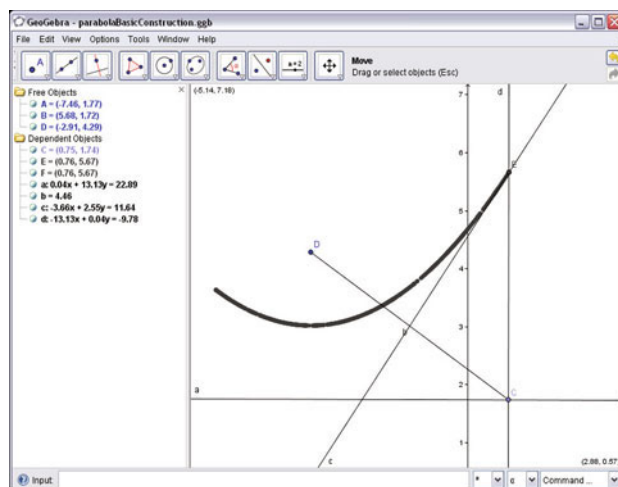 GeoGebra - parabolaBasicConstruction.ggb
File Edit View Options Tools Window Help
A
a=2
Move
Drag or select objects (Esc)
Free Objects
A = (-7.46, 1.77)
B = (5.68, 1.72)
D = (-2.91, 4.29)
Dependent Objects
C = (0.75, 1.74)
E = (0.76, 5.67)
F = (0.76, 5.67)
a: 0.04x + 13.13y = 22.89
b = 4.46
c: -3.66x + 2.55y = 11.64
d: -13.13x + 0.04y = -9.78
(-5.14, 7.18)
d
7
6
5
D
4
3
b
2
a
C
1
c
(2.98, 0.57)
Input:
Command ...